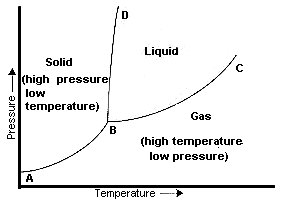 D
Solid
(high pressure
low
temperature)
Liquid
C
B
Gas
(high temperature
low pressure)
A
Pressure
Temperature